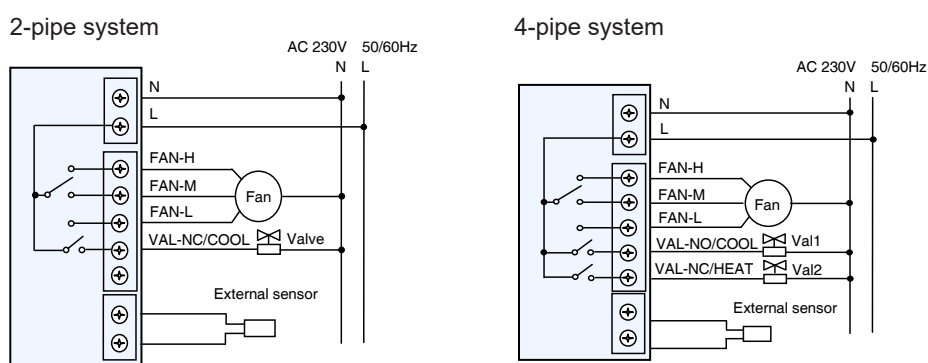 2-pipe system
AC 230V 50/60Hz
N L
N
L
FAN-H
FAN-M
Fan
FAN-L
VAL-NC/COOL Valve
External sensor
4-pipe system
AC 230V 50/60Hz
N L
N
L
FAN-H
FAN-M
Fan
FAN-L
VAL-NO/COOL Val1
VAL-NC/HEAT Val2
External sensor